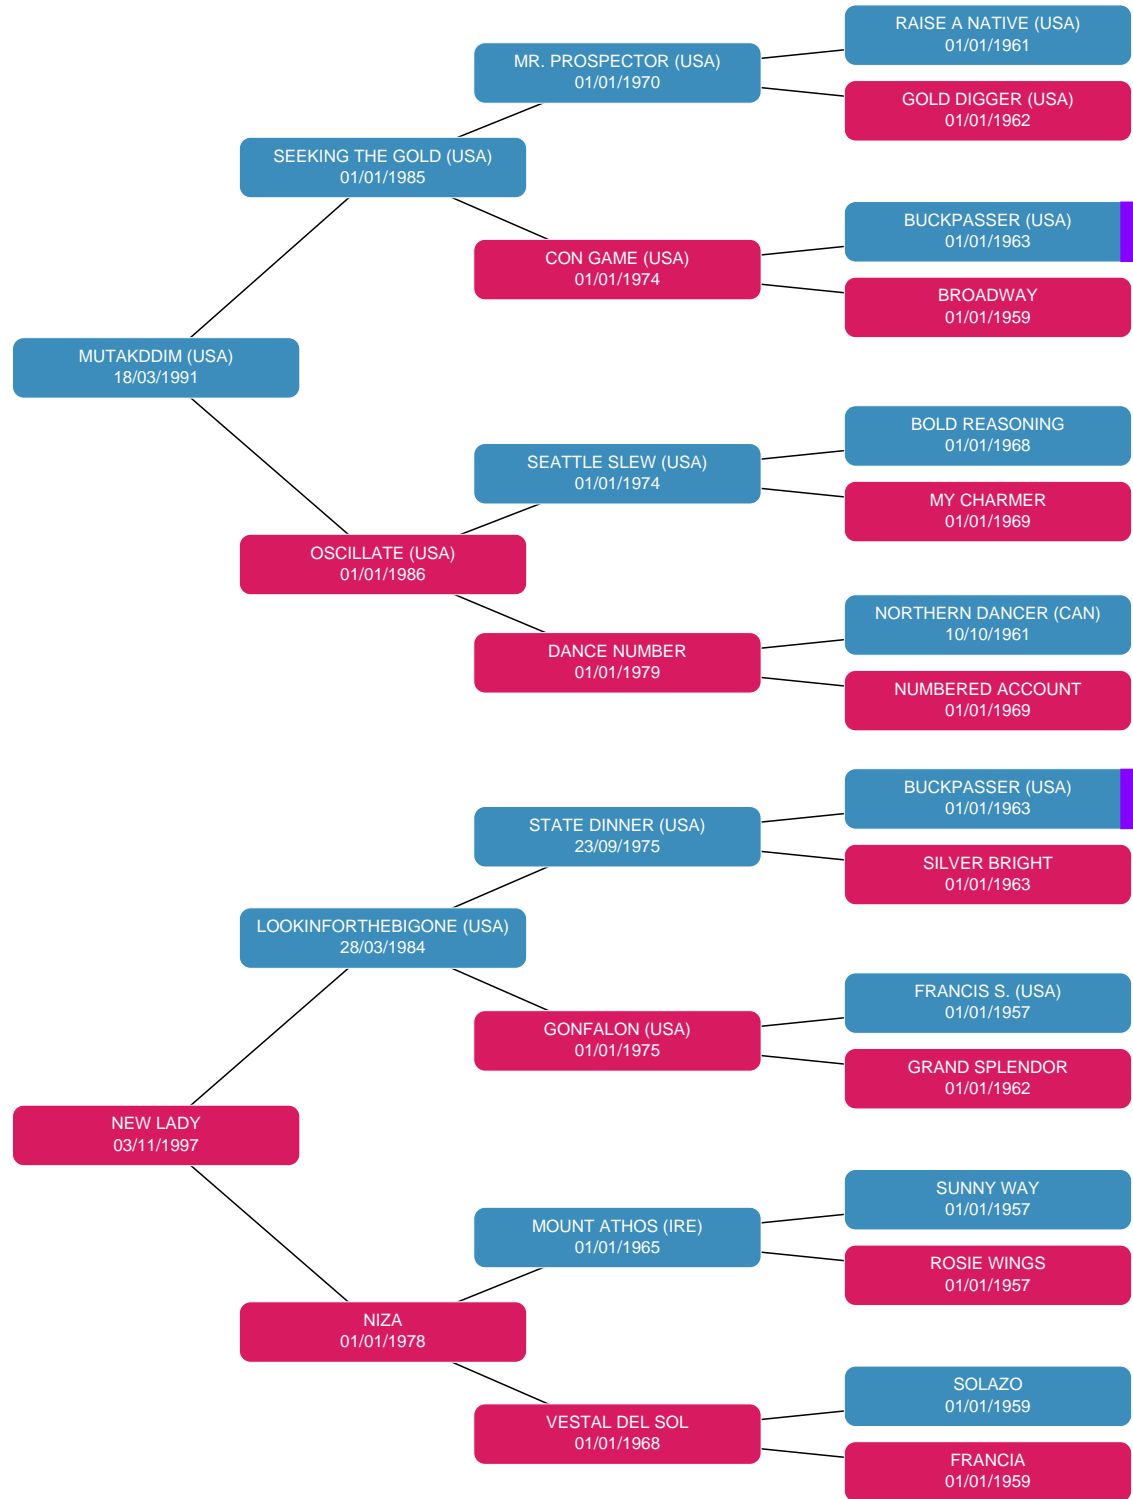 RAISE A NATIVE (USA)
01/01/1961
MR. PROSPECTOR (USA)
01/01/1970
GOLD DIGGER (USA)
01/01/1962
SEEKING THE GOLD (USA)
01/01/1985
BUCKPASSER (USA)
01/01/1963
CON GAME (USA)
01/01/1974
BROADWAY
01/01/1959
MUTAKDDIM (USA)
18/03/1991
BOLD REASONING
01/01/1968
SEATTLE SLEW (USA)
01/01/1974
MY CHARMER
01/01/1969
OSCILLATE (USA)
01/01/1986
NORTHERN DANCER (CAN)
10/10/1961
DANCE NUMBER
01/01/1979
NUMBERED ACCOUNT
01/01/1969
BUCKPASSER (USA)
01/01/1963
STATE DINNER (USA)
23/09/1975
SILVER BRIGHT
01/01/1963
LOOKINFORTHEBIGONE (USA)
28/03/1984
FRANCIS S. (USA)
01/01/1957
GONFALON (USA)
01/01/1975
GRAND SPLENDOR
01/01/1962
NEW LADY
03/11/1997
SUNNY WAY
01/01/1957
MOUNT ATHOS (IRE)
01/01/1965
ROSIE WINGS
01/01/1957
NIZA
01/01/1978
SOLAZO
01/01/1959
VESTAL DEL SOL
01/01/1968
FRANCIA
01/01/1959